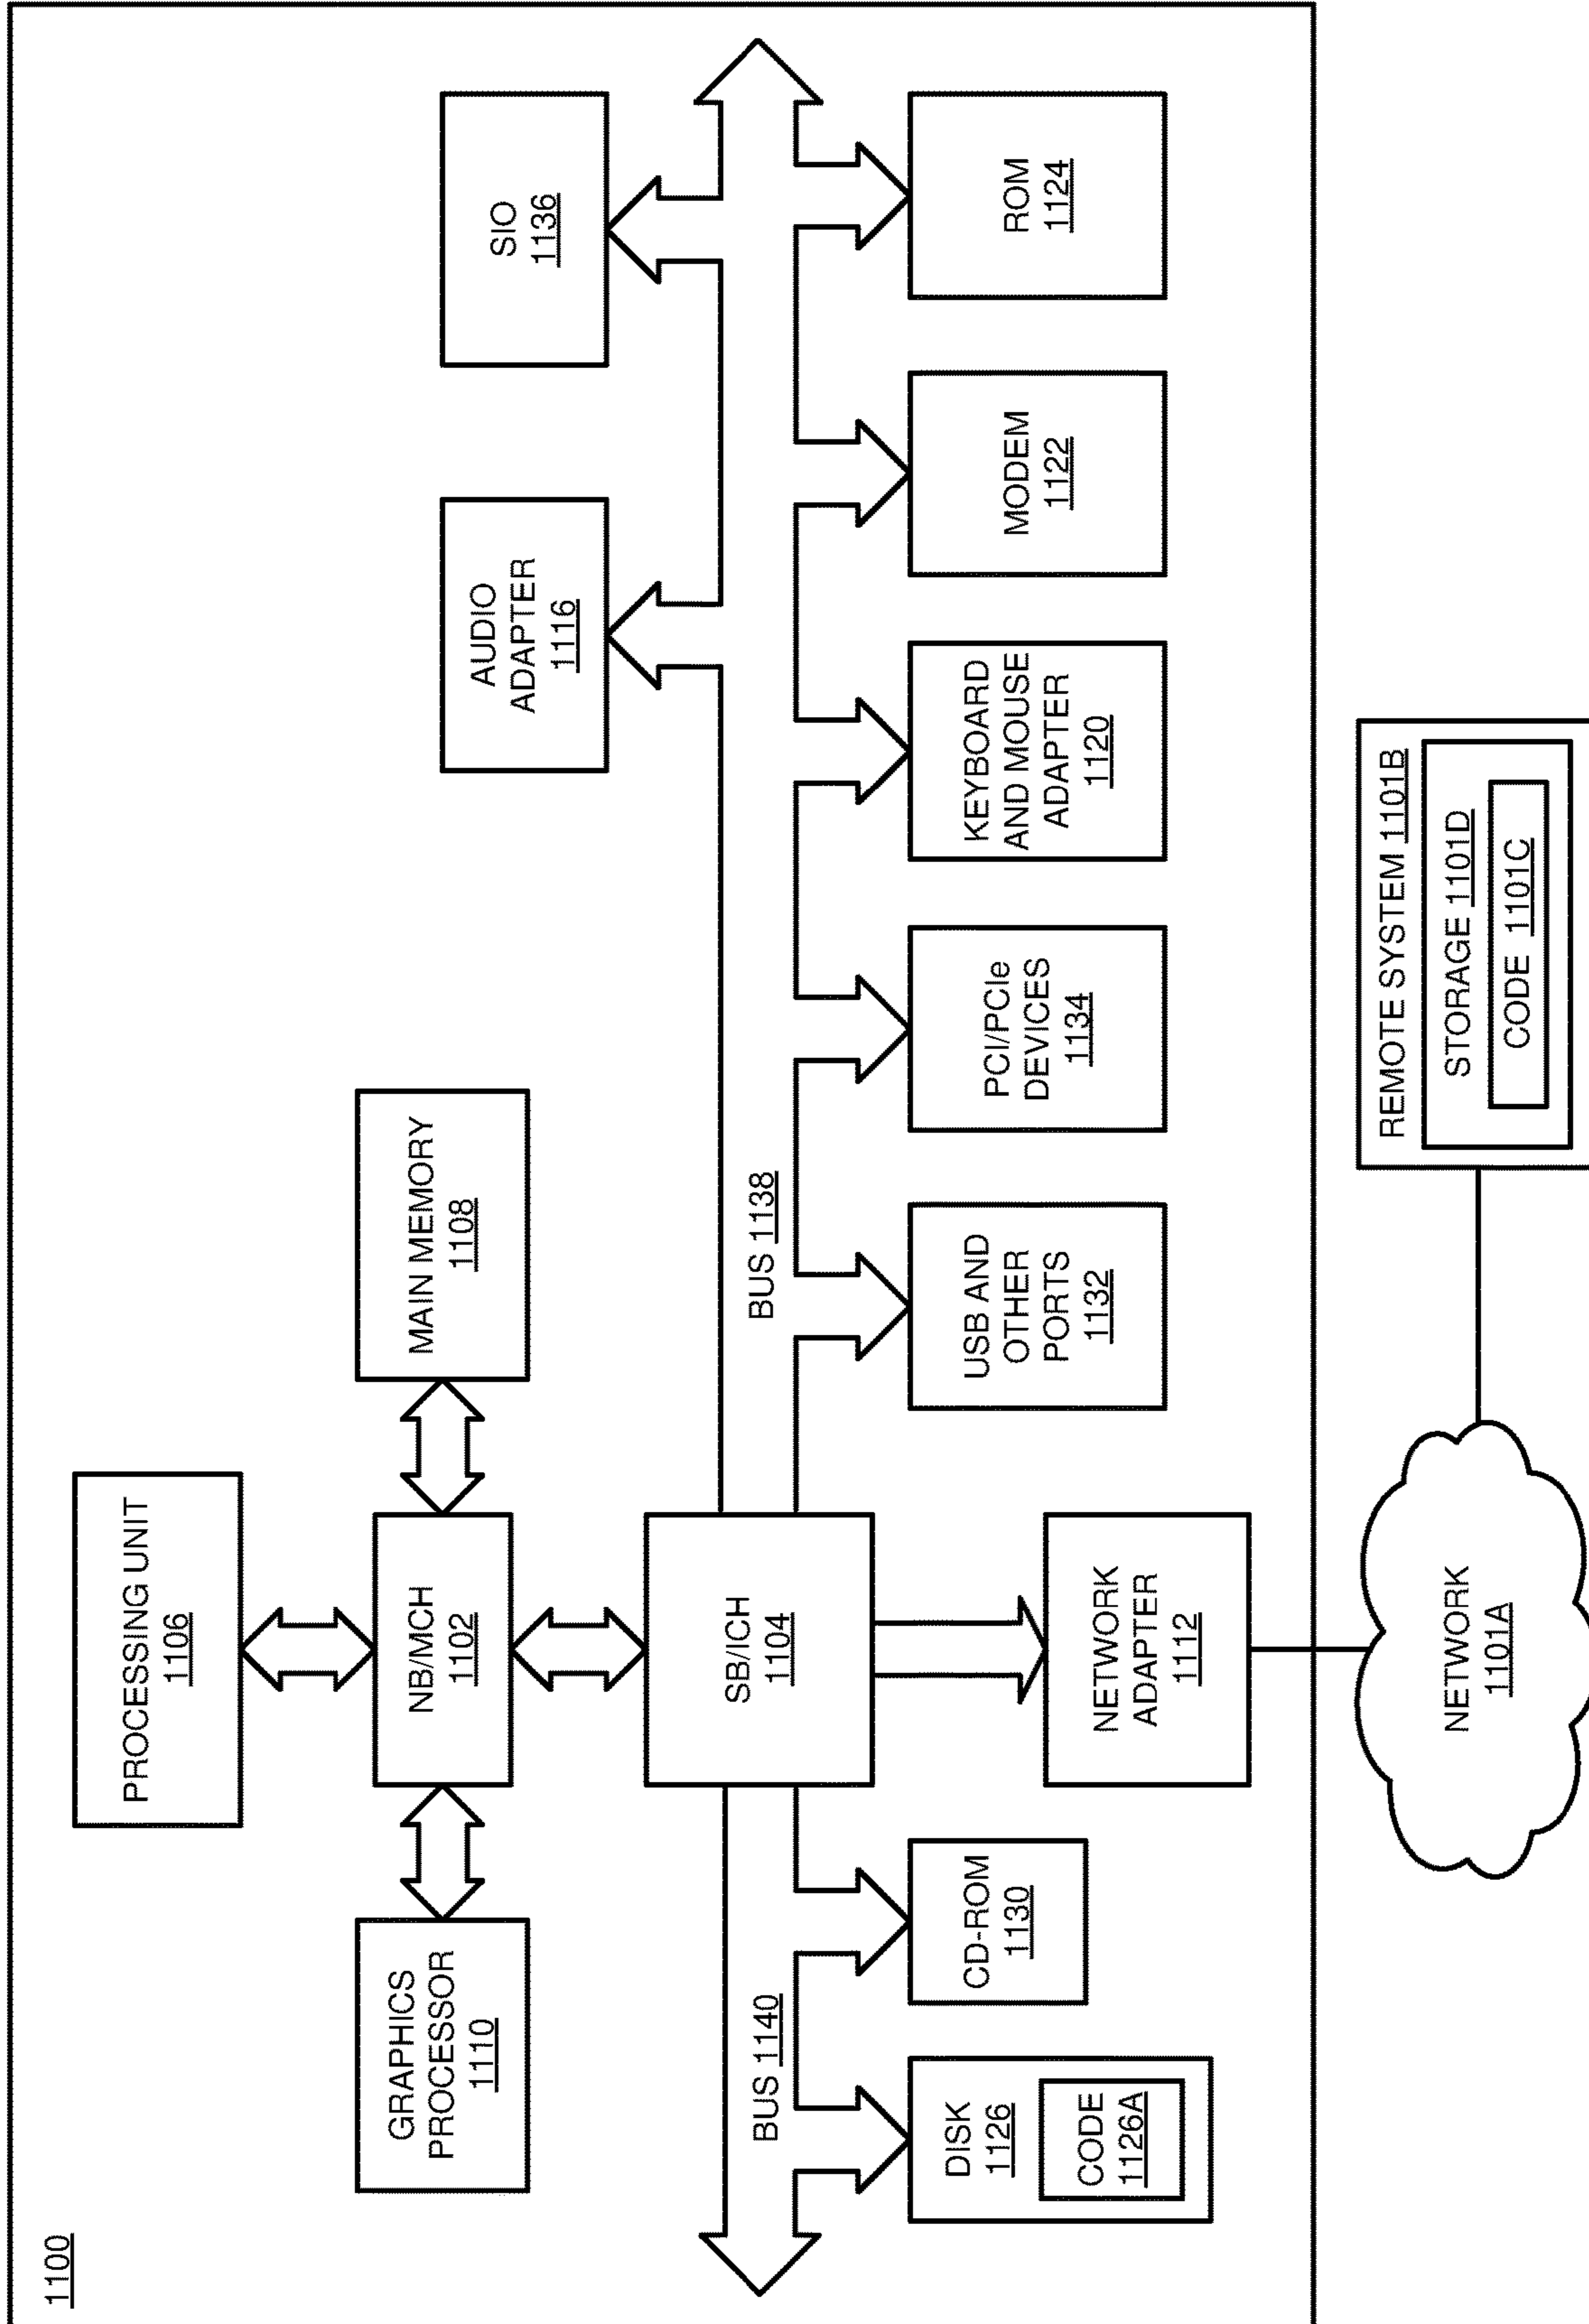 1100
PROCESSING UNIT
1106
GRAPHICS
PROCESSOR
1110
NB/MCH
1102
MAIN MEMORY
1108
AUDIO
ADAPTER
1116
SIO
1136
SB/ICH
1104
BUS 1140
BUS 1138
DISK
1126
CODE
1126A
CD-ROM
1130
NETWORK
ADAPTER
1112
USB AND
OTHER
PORTS
1132
PCI/PCIe
DEVICES
1134
KEYBOARD
AND MOUSE
ADAPTER
1120
MODEM
1122
ROM
1124
NETWORK
1101A
REMOTE SYSTEM 1101B
STORAGE 1101D
CODE 1101C